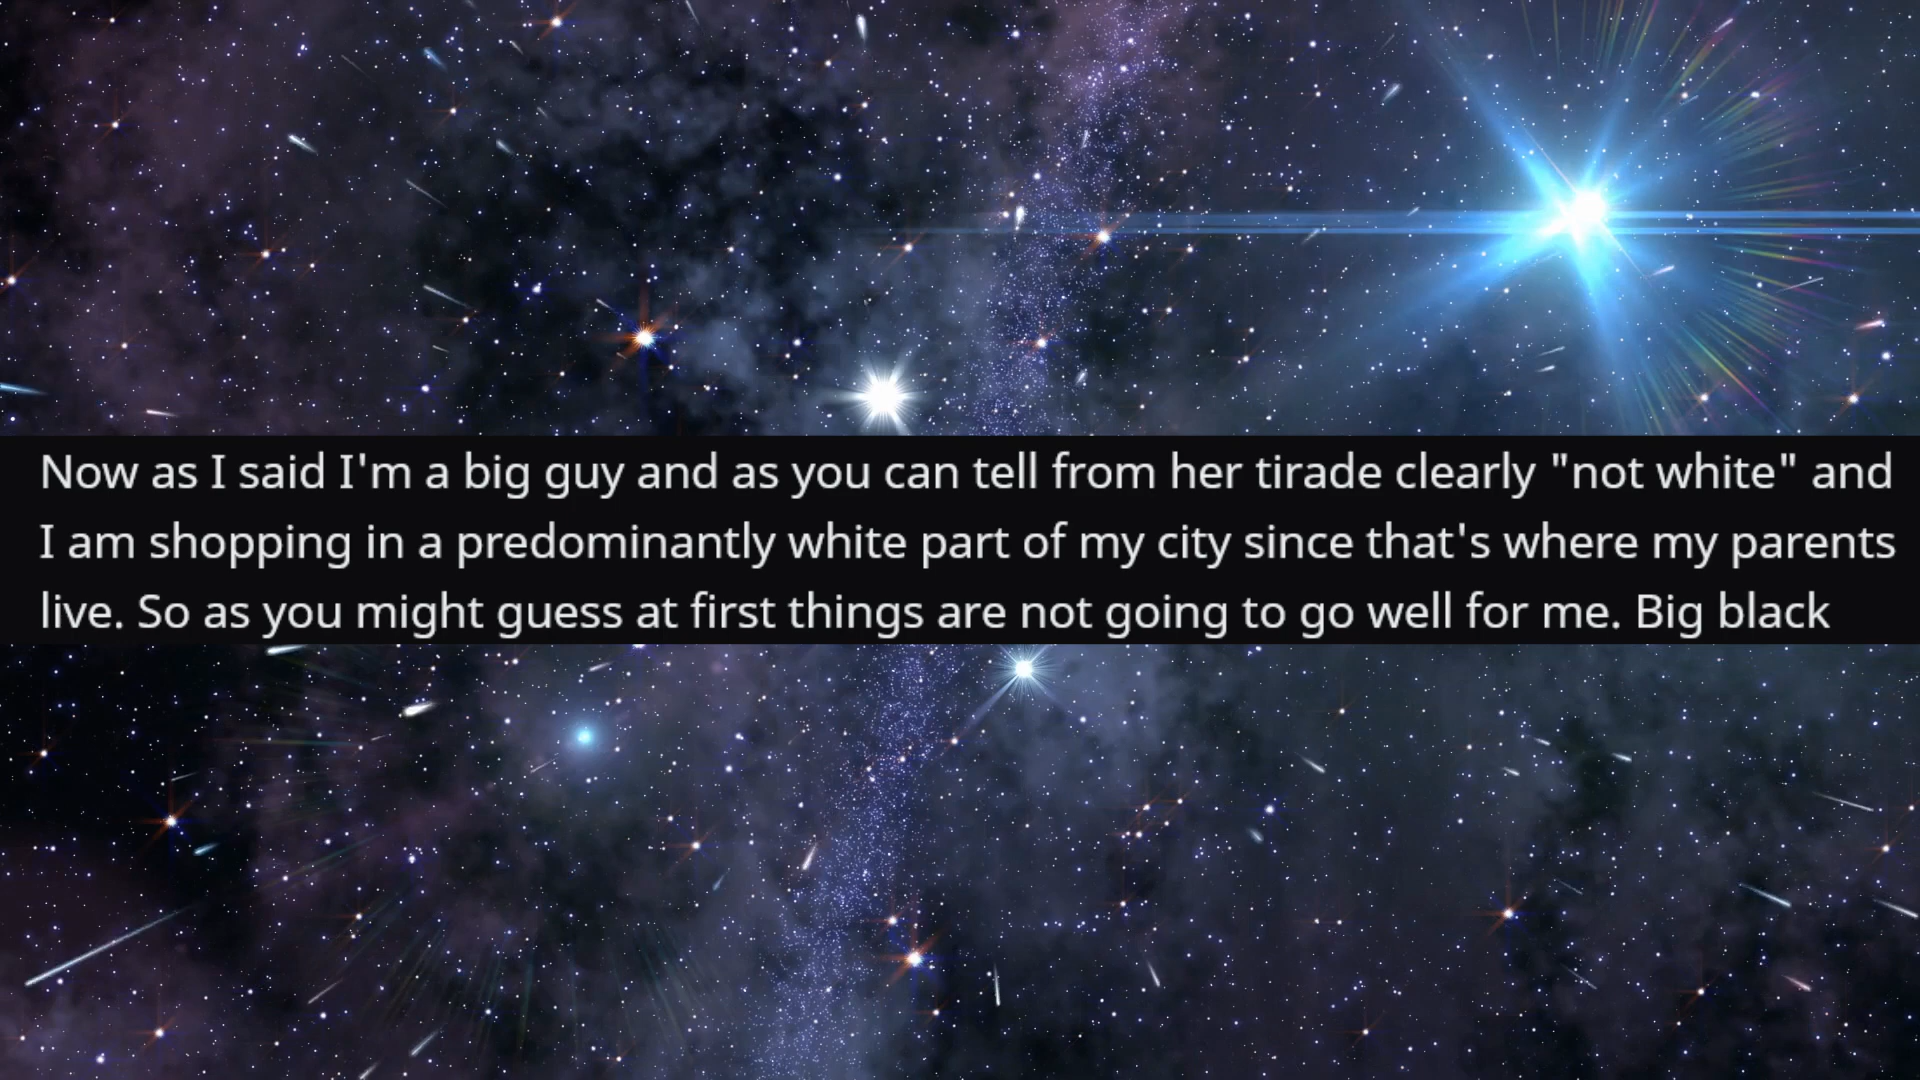 Now as I said I'm a big guy and as you can tell from her tirade clearly "not white" and
I am shopping in a predominantly white part of my city since that's where my parents
live. So as you might guess at first things are not going to go well for me. Big black